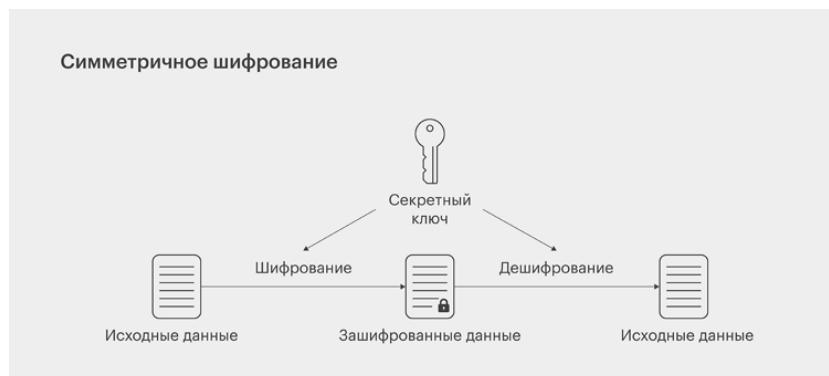 Симметричное шифрование
Секретный
ключ
Шифрование
Дешифрование
Исходные данные
Зашифрованные данные
Исходные данные